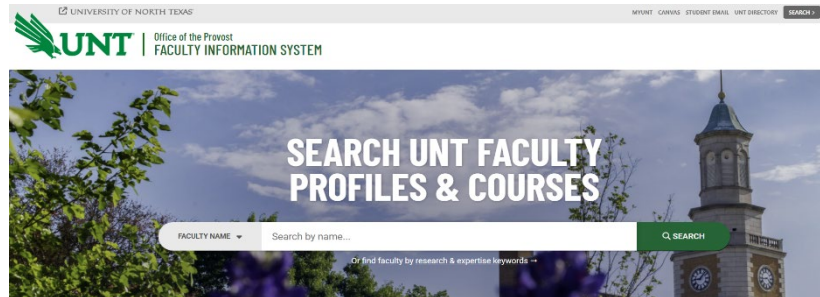 UNIVERSITY OF NORTH TEXAS
MYUNT CANVAS STUDENT EMAIL UNT DIRECTORY SEARCH >
UNT
Office of the Provost
FACULTY INFORMATION SYSTEM
SEARCH UNT FACULTY
PROFILES & COURSES
FACULTY NAME Search by name... SEARCH
Or find faculty by research & expertise keywords →